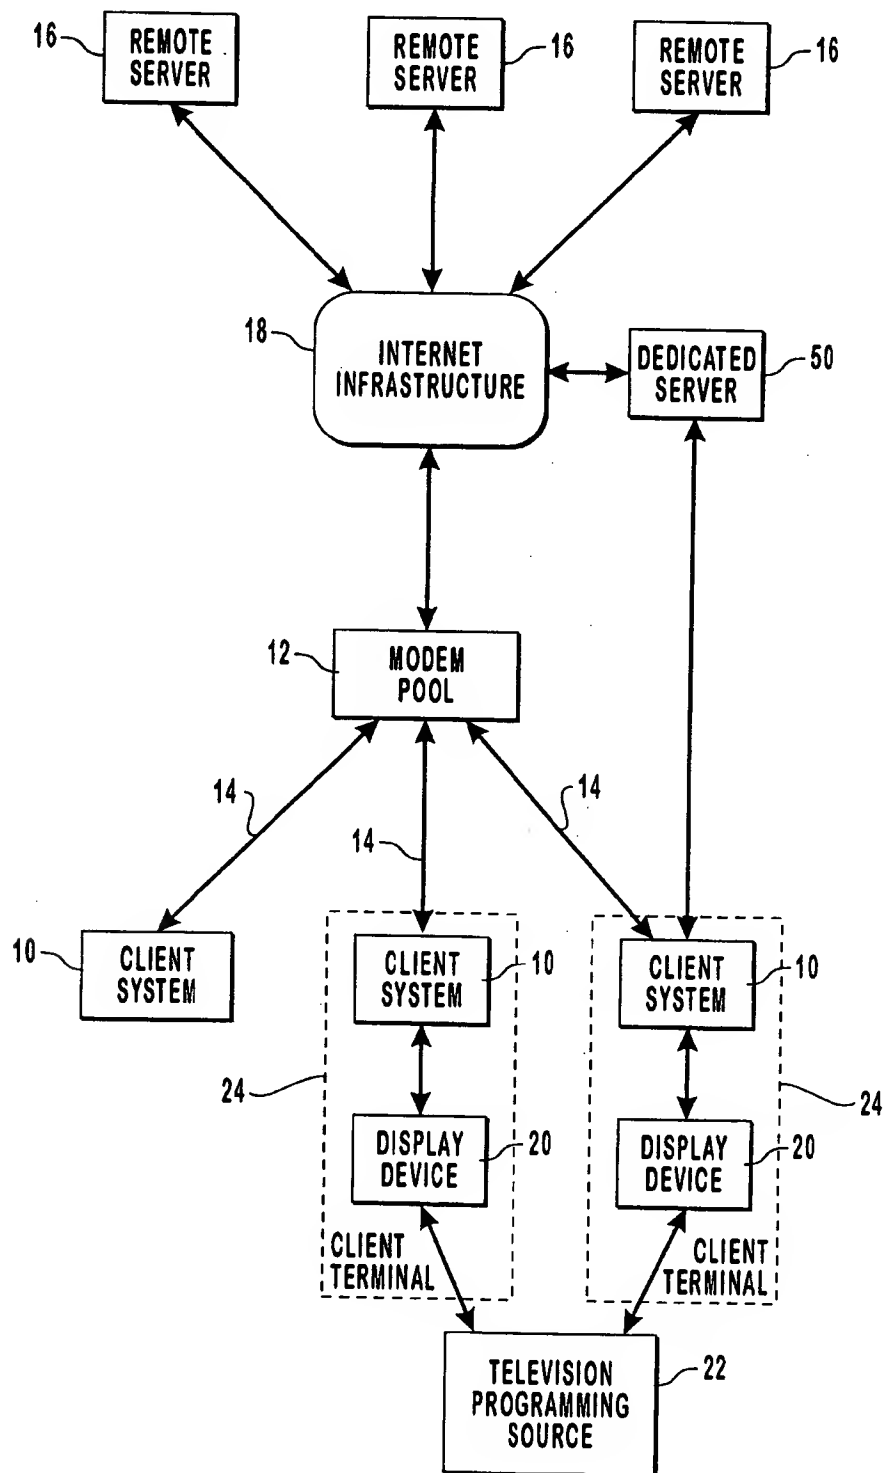 16
REMOTE
SERVER
REMOTE
SERVER
16
REMOTE
SERVER
16
18
INTERNET
INFRASTRUCTURE
DEDICATED
SERVER
50
12
MODEM
POOL
14
14
14
10
CLIENT
SYSTEM
CLIENT
SYSTEM
10
CLIENT
SYSTEM
10
24
24
DISPLAY
DEVICE
20
DISPLAY
DEVICE
20
CLIENT
TERMINAL
CLIENT
TERMINAL
TELEVISION
PROGRAMMING
SOURCE
22